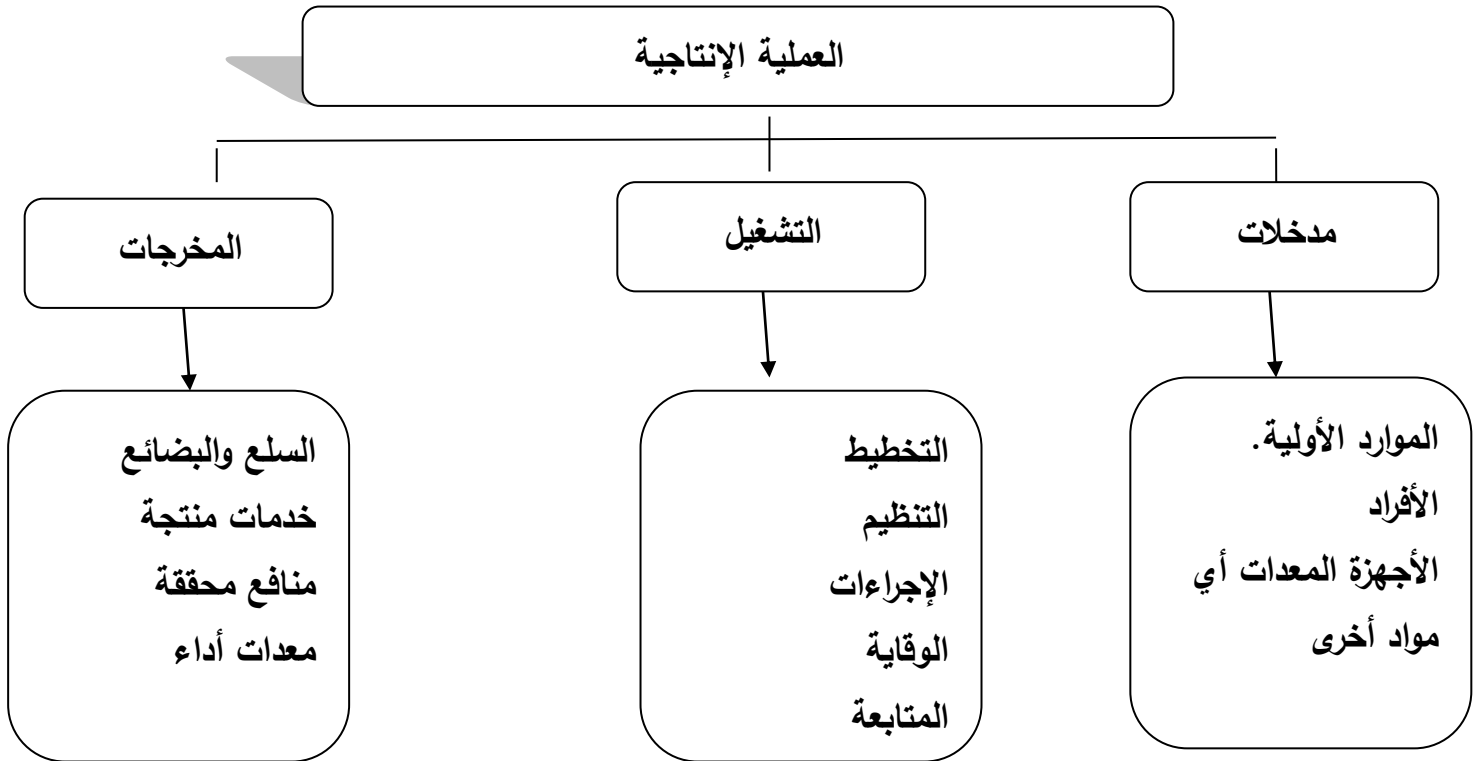 العملية الإنتاجية
مدخلات
التشغيل
المخرجات
الموارد الأولية.
الأفراد
الأجهزة المعدات أي
مواد أخرى
التخطيط
التنظيم
الإجراءات
الوقاية
المتابعة
السلع والبضائع
خدمات منتجة
منافع محققة
معدات أداء